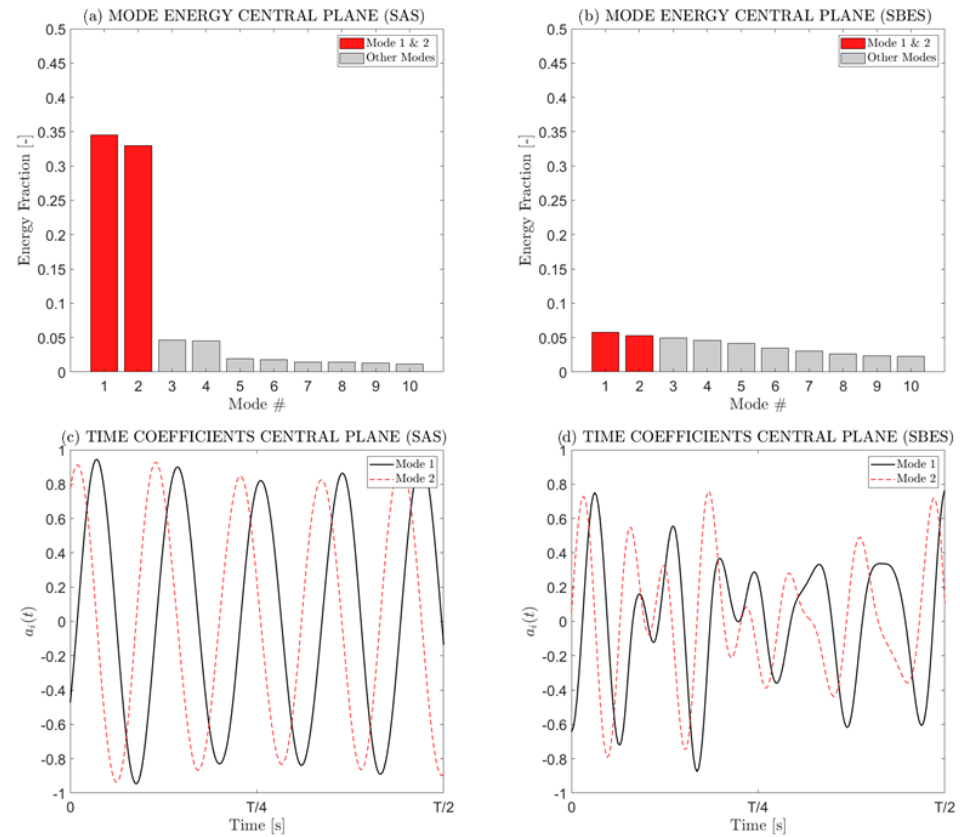 (a) MODE ENERGY CENTRAL PLANE (SAS)
0.5
0.45
0.4
0.35
0.3
0.25
0.2
0.15
0.1
0.05
0
Energy Fraction [-]
Mode 1 & 2
Other Modes
1 2 3 4 5 6 7 8 9 10
Mode #
(b) MODE ENERGY CENTRAL PLANE (SBES)
0.5
0.45
0.4
0.35
0.3
0.25
0.2
0.15
0.1
0.05
0
Energy Fraction [-]
Mode 1 & 2
Other Modes
1 2 3 4 5 6 7 8 9 10
Mode #
(c) TIME COEFFICIENTS CENTRAL PLANE (SAS)
1
0.8
0.6
0.4
0.2
0
-0.2
-0.4
-0.6
-0.8
-1
a_i(t)
Mode 1
Mode 2
0 T/4 T/2
Time [s]
(d) TIME COEFFICIENTS CENTRAL PLANE (SBES)
1
0.8
0.6
0.4
0.2
0
-0.2
-0.4
-0.6
-0.8
-1
a_i(t)
Mode 1
Mode 2
0 T/4 T/2
Time [s]